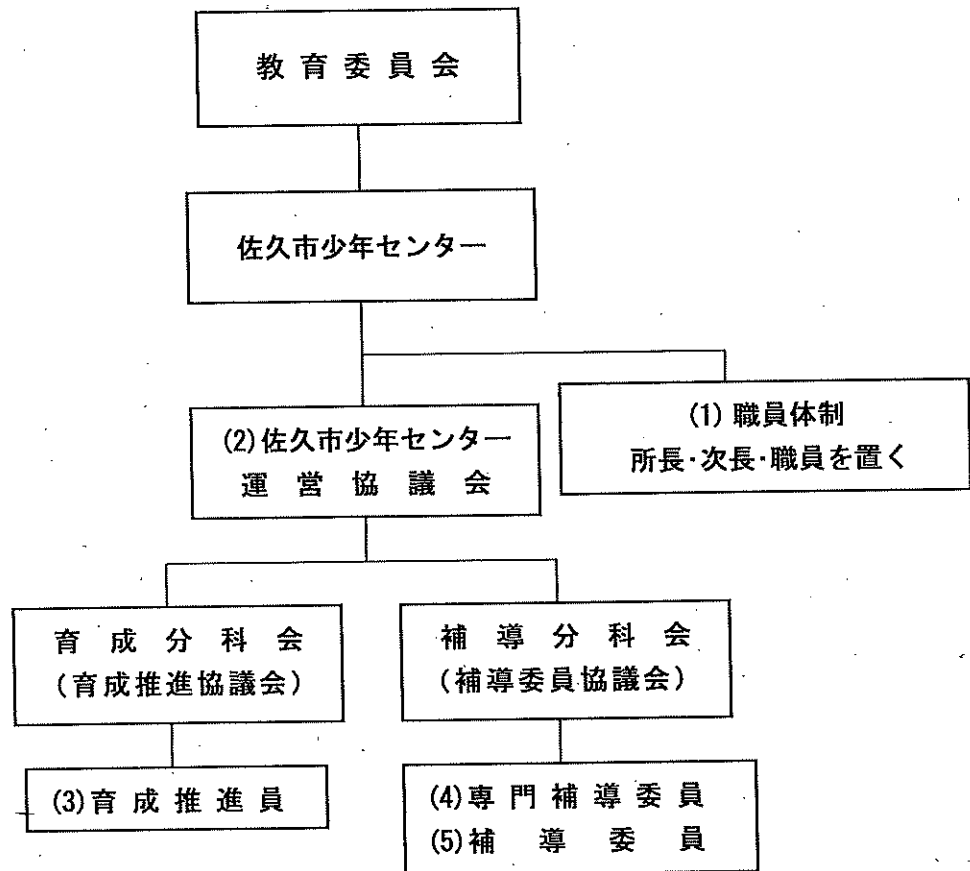 教育委員会
佐久市少年センター
(1) 職員体制
所長・次長・職員を置く
(2)佐久市少年センター
運営協議会
育成分科会
(育成推進協議会)
補導分科会
(補導委員協議会)
(3)育成推進員
(4)専門補導委員
(5)補導委員